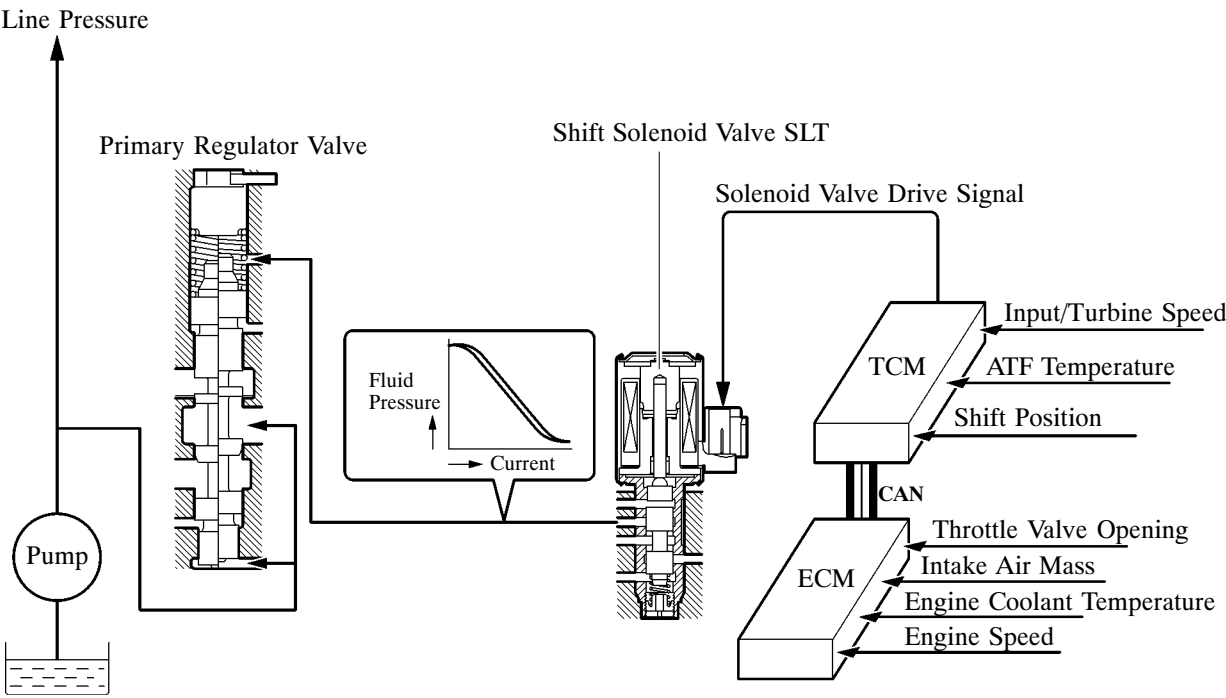 Line Pressure
Primary Regulator Valve
Shift Solenoid Valve SLT
Solenoid Valve Drive Signal
Input/Turbine Speed
TCM
ATF Temperature
Fluid
Pressure
Shift Position
Current
CAN
Throttle Valve Opening
Pump
ECM
Intake Air Mass
Engine Coolant Temperature
Engine Speed